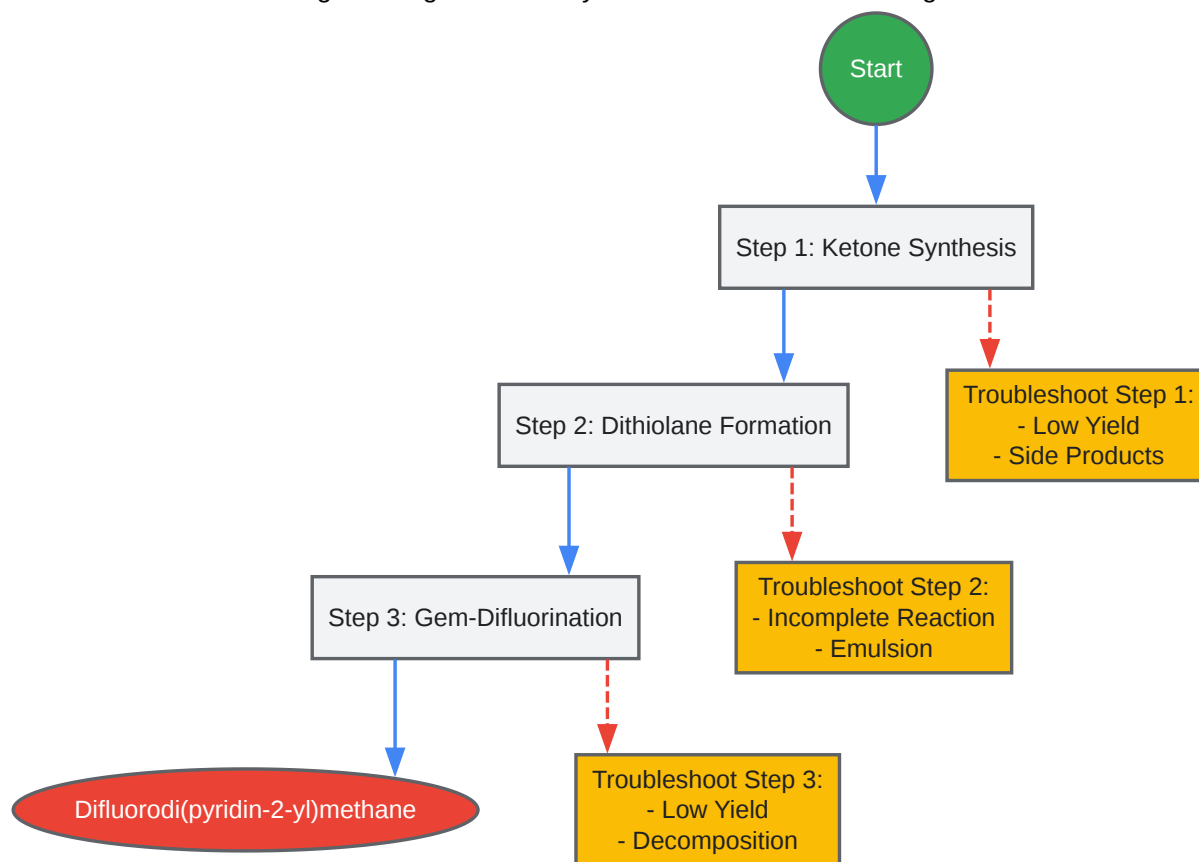 Start
Step 1: Ketone Synthesis
Troubleshoot Step 1:
- Low Yield
- Side Products
Step 2: Dithiolane Formation
Troubleshoot Step 2:
- Incomplete Reaction
- Emulsion
Step 3: Gem-Difluorination
Troubleshoot Step 3:
- Low Yield
- Decomposition
Difluorodi(pyridin-2-yl)methane